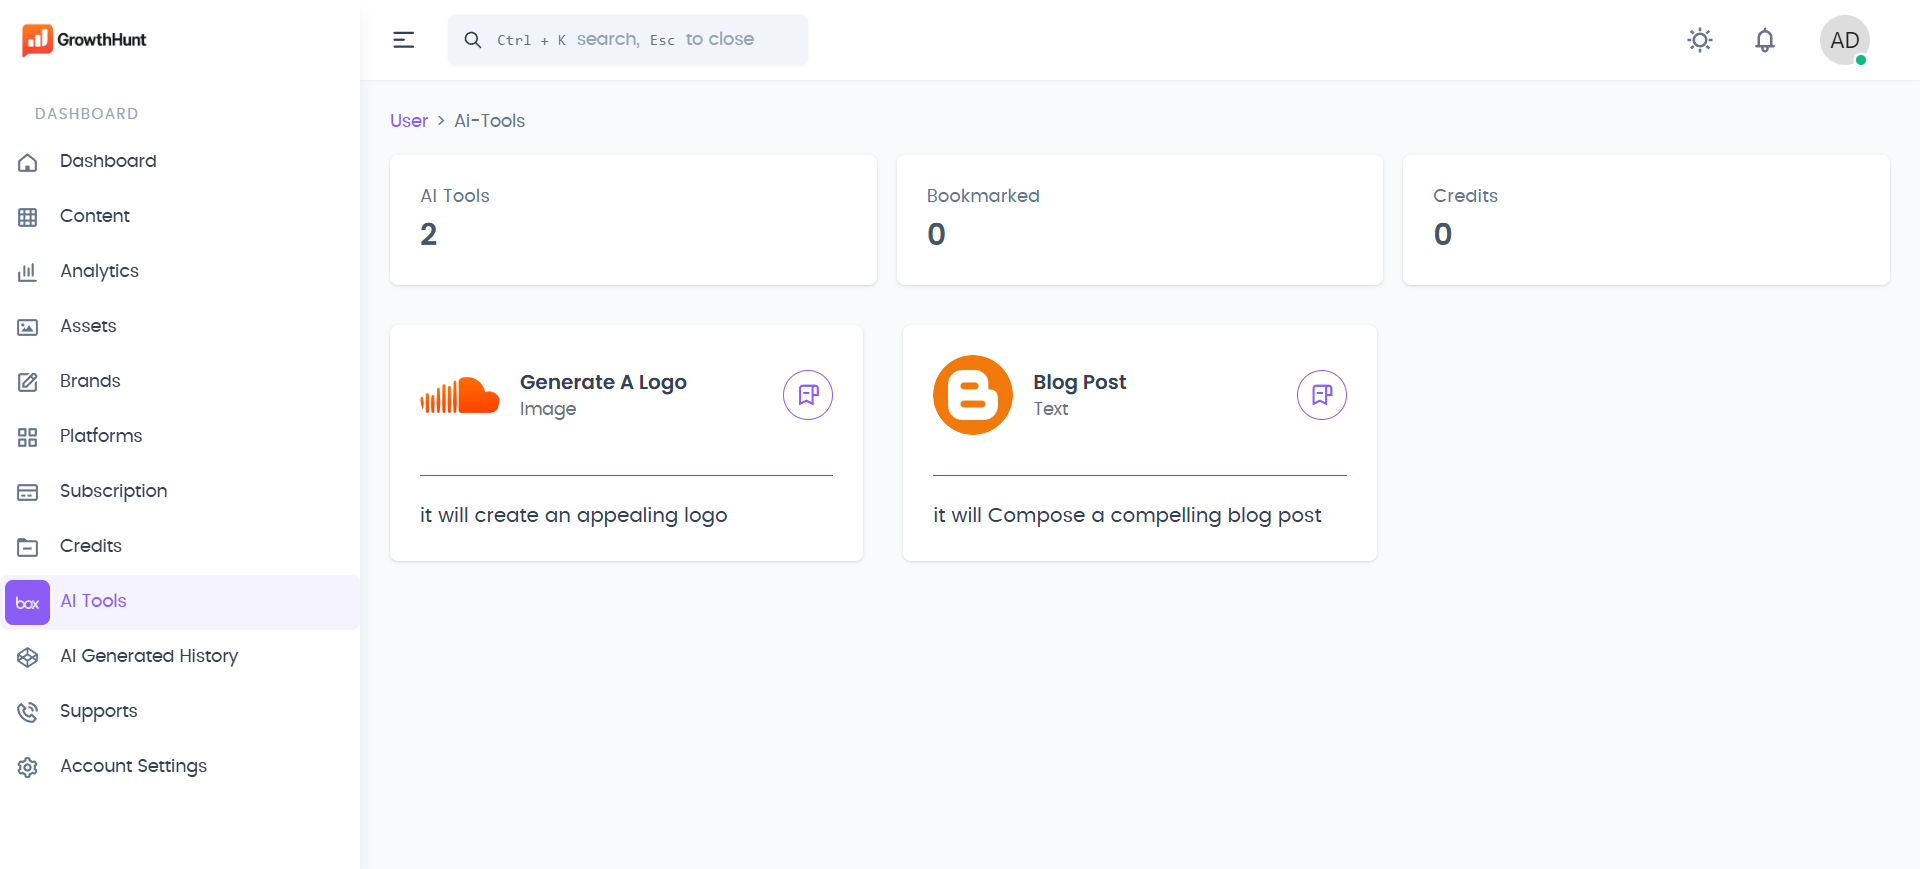 GrowthHunt
Ctrl + K search, Esc to close
AD
DASHBOARD
Dashboard
Content
Analytics
Assets
Brands
Platforms
Subscription
Credits
box AI Tools
AI Generated History
Supports
Account Settings
User > Ai-Tools
AI Tools
2
Bookmarked
0
Credits
0
Generate A Logo
Image
it will create an appealing logo
Blog Post
Text
it will Compose a compelling blog post